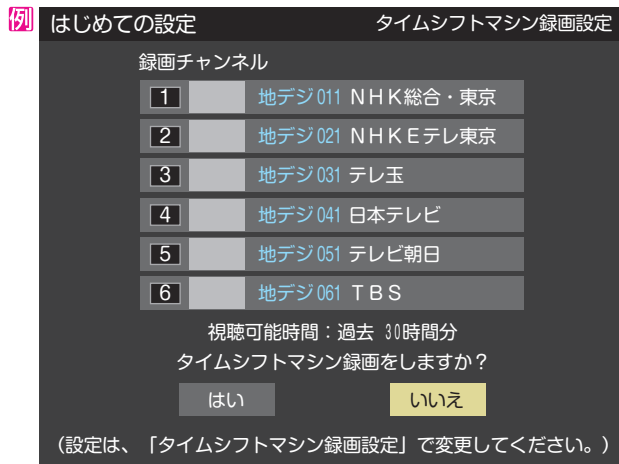 例
はじめての設定 タイムシフトマシン録画設定
録画チャンネル
1 地デジ011 ＮＨＫ総合・東京
2 地デジ021 ＮＨＫＥテレ東京
3 地デジ031 テレ玉
4 地デジ041 日本テレビ
5 地デジ051 テレビ朝日
6 地デジ061 ＴＢＳ
視聴可能時間：過去 30時間分
タイムシフトマシン録画をしますか？
はい いいえ
（設定は、「タイムシフトマシン録画設定」で変更してください。）